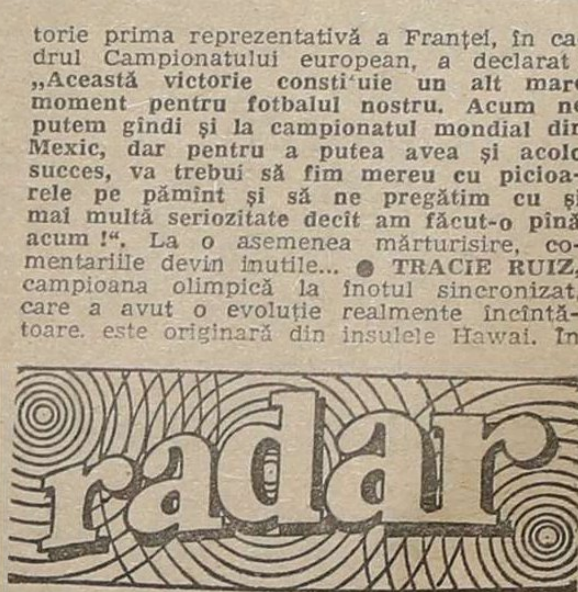 torie prima reprezentativă a Franței, în ca-
drul Campionatului european, a declarat
„Această victorie consti uie un alt mare
moment pentru fotbalul nostru. Acum ne
putem gîndi și la campionatul mondial din
Mexic, dar pentru a putea avea și acolo
succes, va trebui să fim mereu cu picioa-
rele pe pămînt și să ne pregătim cu și
mai multă seriozitate decît am făcut-o pînă
acum !“. La o asemenea mărturisire, co-
mentariile devin inutile... ● TRACIE RUIZ,
campioana olimpică la înotul sincronizat,
care a avut o evoluție realmente încîntă-
toare. este originară din insulele Hawai. În
radar